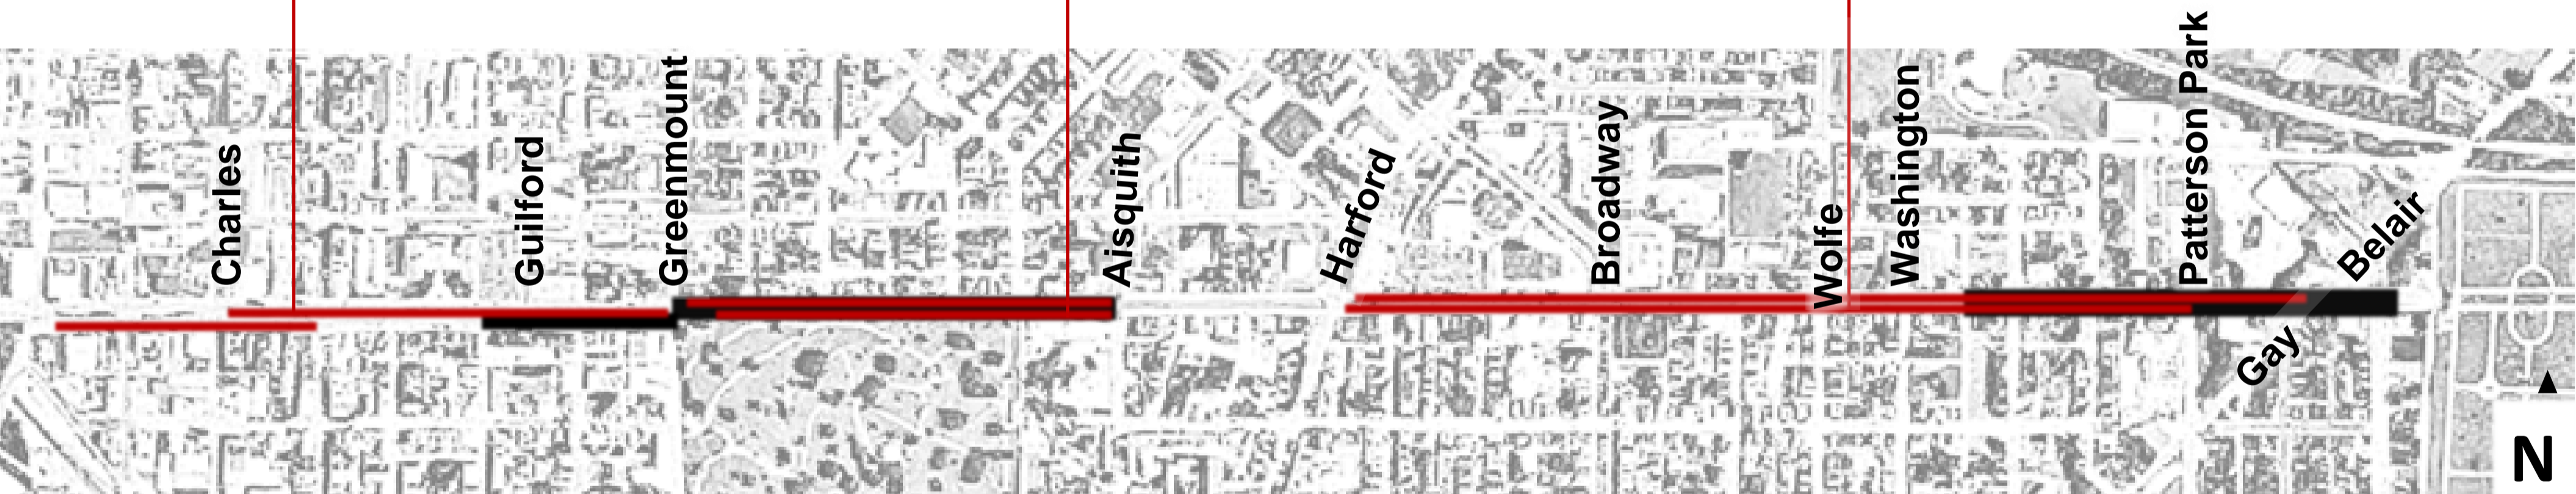 Charles
Guilford
Greenmount
Aisquith
Harford
Broadway
Wolfe
Washington
Patterson Park
Belair
Gay
N